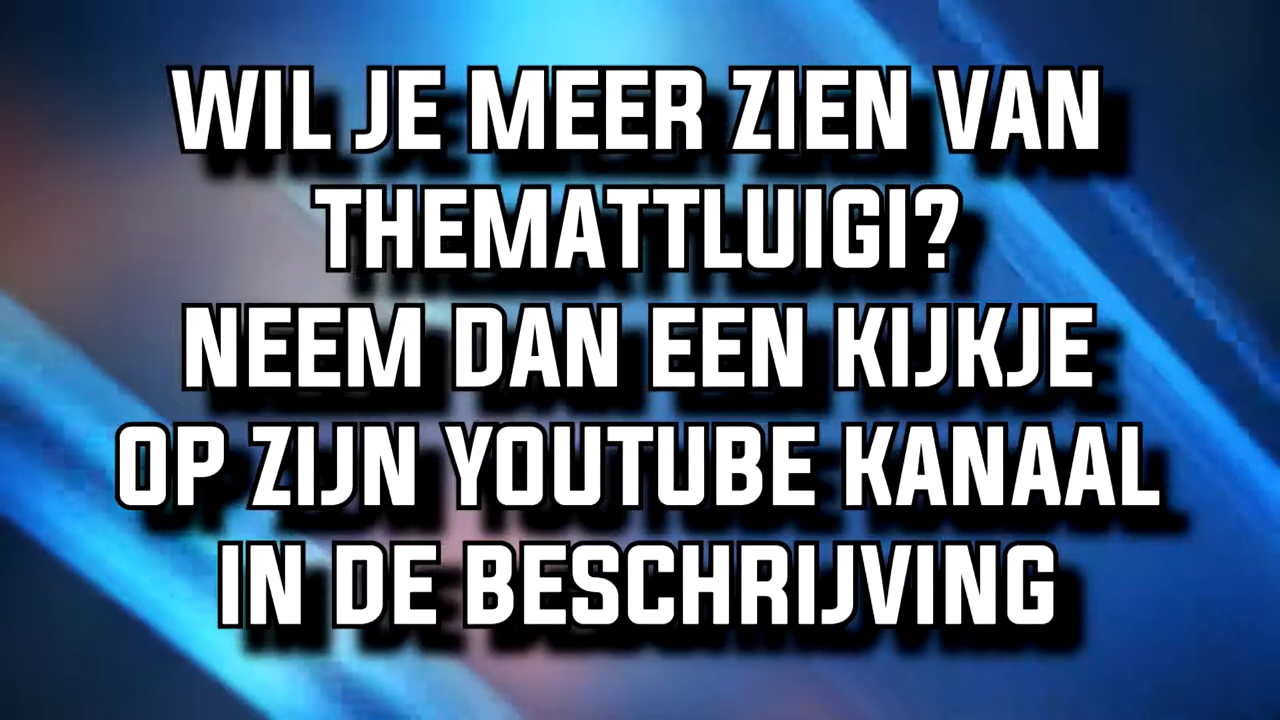 WIL JE MEER ZIEN VAN
THEMATTLUIGI?
NEEM DAN EEN KIJKJE
OP ZIJN YOUTUBE KANAAL
IN DE BESCHRIJVING